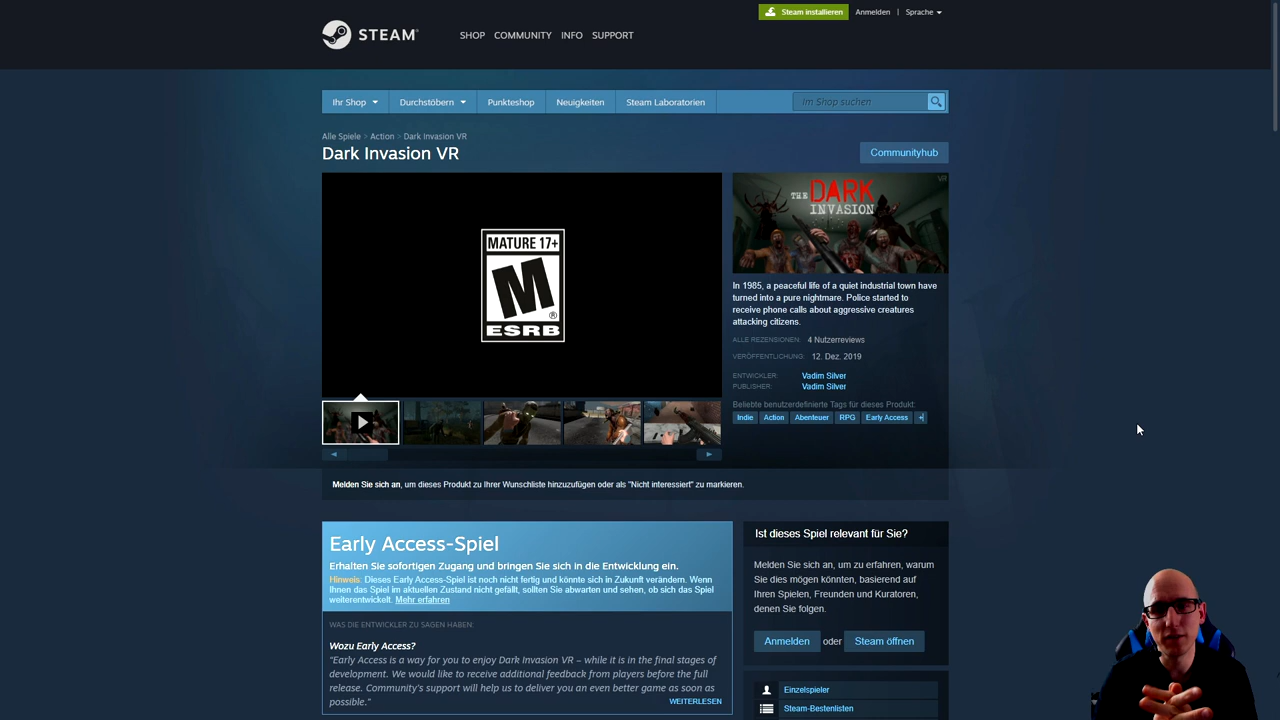 Steam installieren
Anmelden | Sprache
STEAM
SHOP COMMUNITY INFO SUPPORT
Ihr Shop Durchstöbern Punkteshop Neuigkeiten Steam Laboratorien
Im Shop suchen
Alle Spiele > Action > Dark Invasion VR
Dark Invasion VR
Communityhub
MATURE 17+
M
ESRB
VR
THE DARK
INVASION
In 1985, a peaceful life of a quiet industrial town have
turned into a pure nightmare. Police started to
receive phone calls about aggressive creatures
attacking citizens.
ALLE REZENSIONEN: 4 Nutzerreviews
VERÖFFENTLICHUNG: 12. Dez. 2019
ENTWICKLER: Vadim Silver
PUBLISHER: Vadim Silver
Beliebte benutzerdefinierte Tags für dieses Produkt:
Indie Action Abenteuer RPG Early Access +
Melden Sie sich an, um dieses Produkt zu Ihrer Wunschliste hinzuzufügen oder als "Nicht interessiert" zu markieren.
Early Access-Spiel
Erhalten Sie sofortigen Zugang und bringen Sie sich in die Entwicklung ein.
Hinweis: Dieses Early Access-Spiel ist noch nicht fertig und könnte sich in Zukunft verändern. Wenn
Ihnen das Spiel im aktuellen Zustand nicht gefällt, sollten Sie abwarten und sehen, ob sich das Spiel
weiterentwickelt. Mehr erfahren
WAS DIE ENTWICKLER ZU SAGEN HABEN:
Wozu Early Access?
"Early Access is a way for you to enjoy Dark Invasion VR – while it is in the final stages of
development. We would like to receive additional feedback from players before the full
release. Community's support will help us to deliver you an even better game as soon as
possible."
WEITERLESEN
Ist dieses Spiel relevant für Sie?
Melden Sie sich an, um zu erfahren, warum
Sie dies mögen könnten, basierend auf
Ihren Spielen, Freunden und Kuratoren,
denen Sie folgen.
Anmelden oder Steam öffnen
Einzelspieler
Steam-Bestenlisten